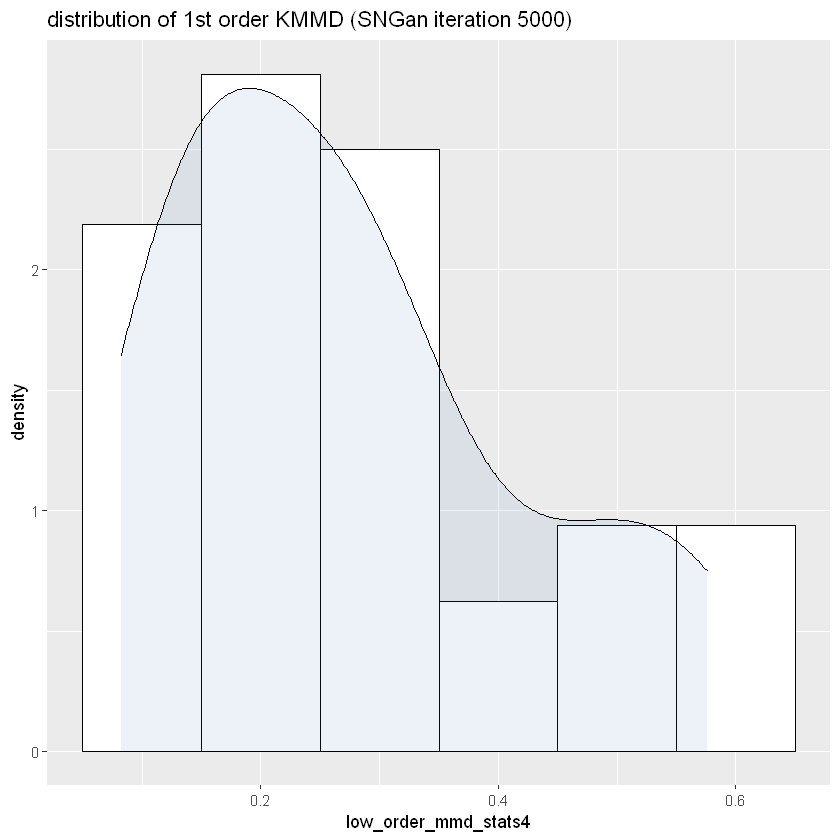 distribution of 1st order KMMD (SNGan iteration 5000)
density
2
1
0
0.2 0.4 0.6
low_order_mmd_stats4